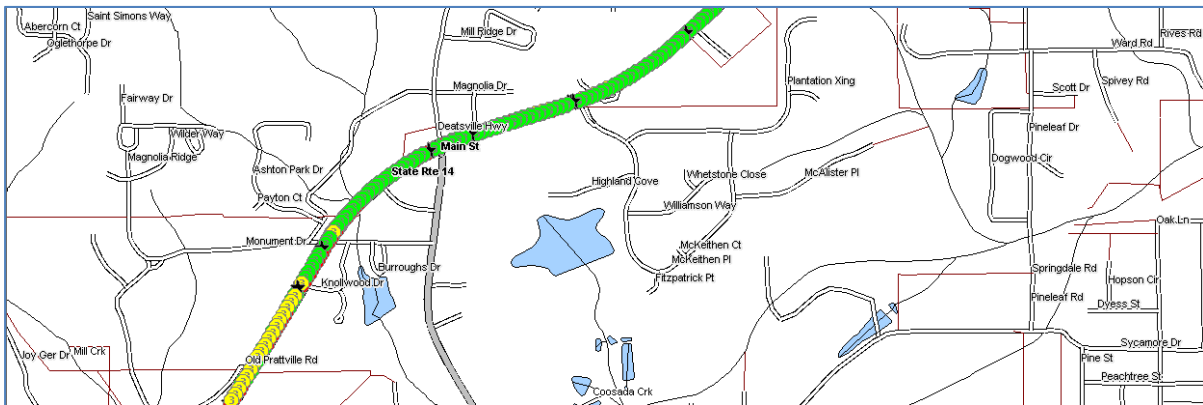 Saint Simons Way
Abercorn Ct
Oglethorpe Dr
Mill Ridge Dr
Rives Rd
Ward Rd
Plantation Xing
Spivey Rd
Magnolia Dr
Scott Dr
Fairway Dr
Deatsville Hwy
Pineleaf Dr
Wilder Way
Main St
Magnolia Ridge
Dogwood Cir
Ashton Park Dr
State Rte 14
Whetstone Close
McAlister Pl
Highland Cove
Payton Ct
Williamson Way
Oak Ln
Monument Dr
McKeithen Ct
McKeithen Pl
Burroughs Dr
Springdale Rd
Fitzpatrick Pt
Knollwood Dr
Hopson Cir
Pineleaf Rd
Dyess St
Sycamore Dr
Joy Ger Dr
Mill Crk
Old Prattville Rd
Pine St
Peachtree St
Coosada Crk